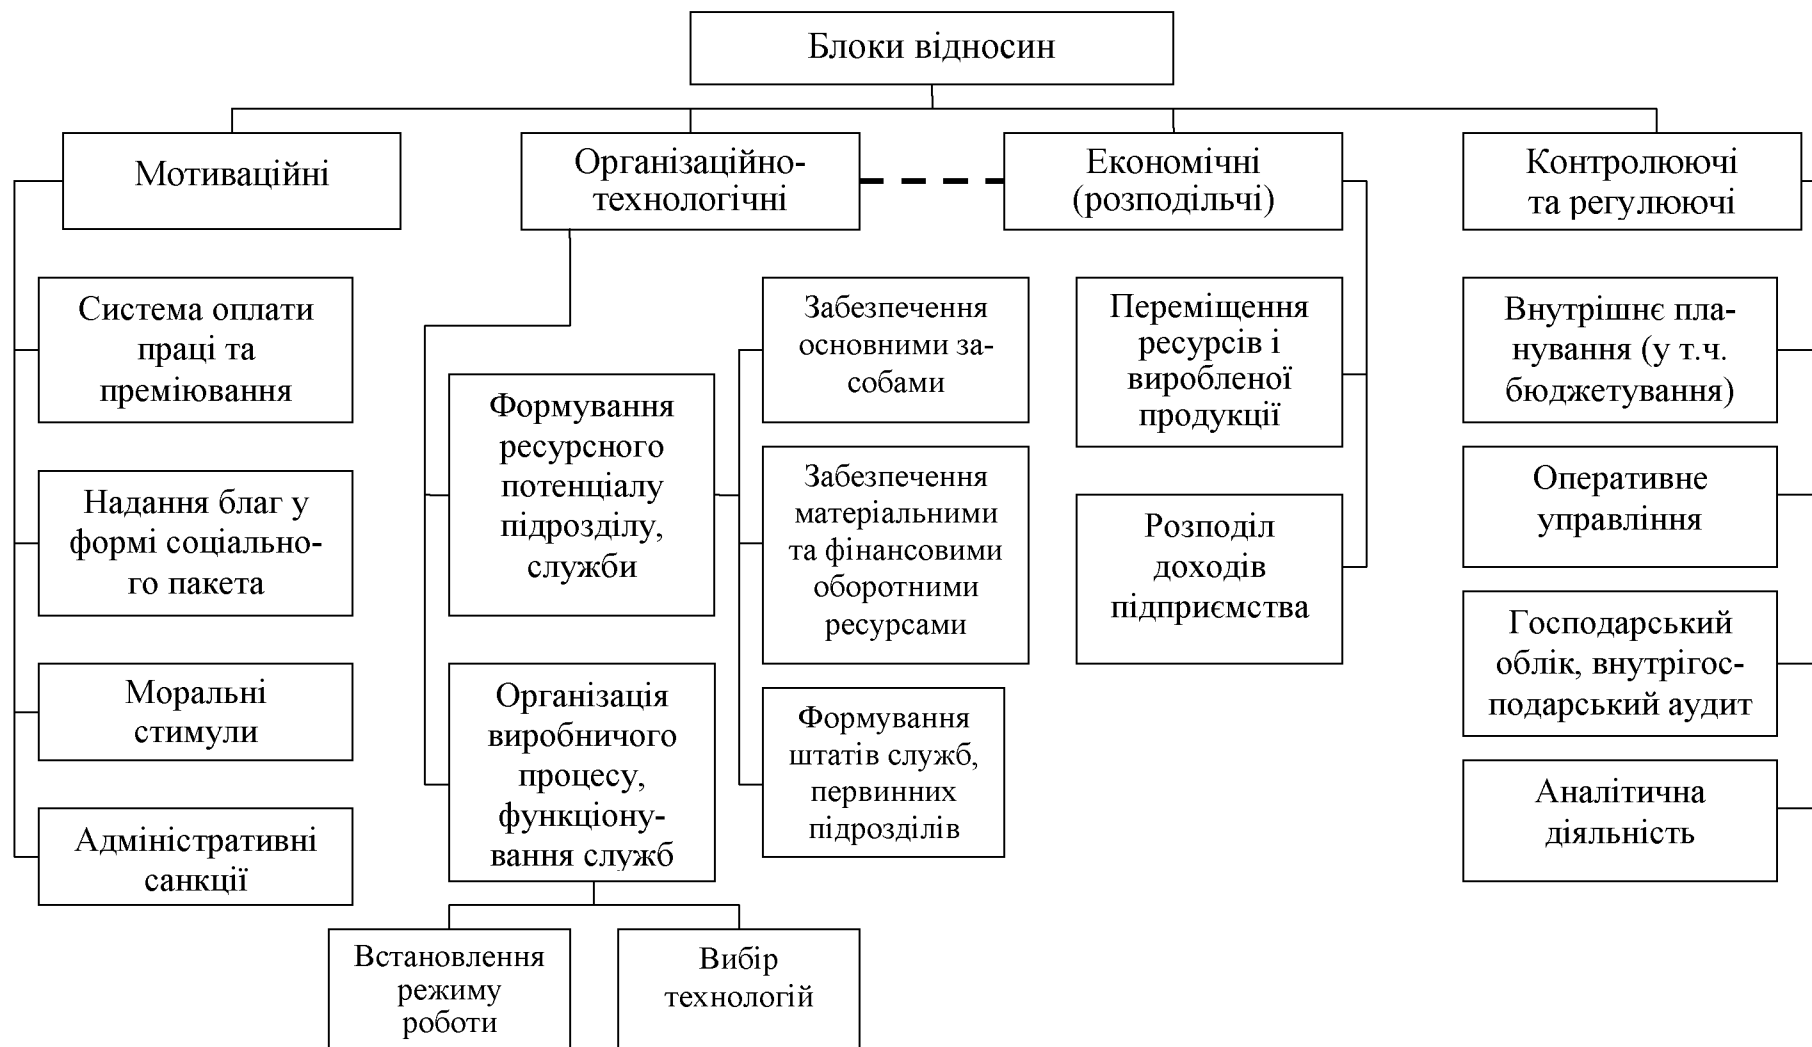 Блоки відносин
Мотиваційні
Організаційно-
технологічні
Економічні
(розподільчі)
Контролюючі
та регулюючі
Система оплати
праці та
преміювання
Надання благ у
формі соціально-
го пакета
Моральні
стимули
Адміністративні
санкції
Формування
ресурсного
потенціалу
підрозділу,
служби
Організація
виробничого
процесу,
функціону-
вання служб
Встановлення
режиму
роботи
Вибір
технологій
Забезпечення
основними за-
собами
Забезпечення
матеріальними
та фінансовими
оборотними
ресурсами
Формування
штатів служб,
первинних
підрозділів
Переміщення
ресурсів і
виробленої
продукції
Розподіл
доходів
підприємства
Внутрішнє пла-
нування (у т.ч.
бюджетування)
Оперативне
управління
Господарський
облік, внутрігос-
подарський аудит
Аналітична
діяльність